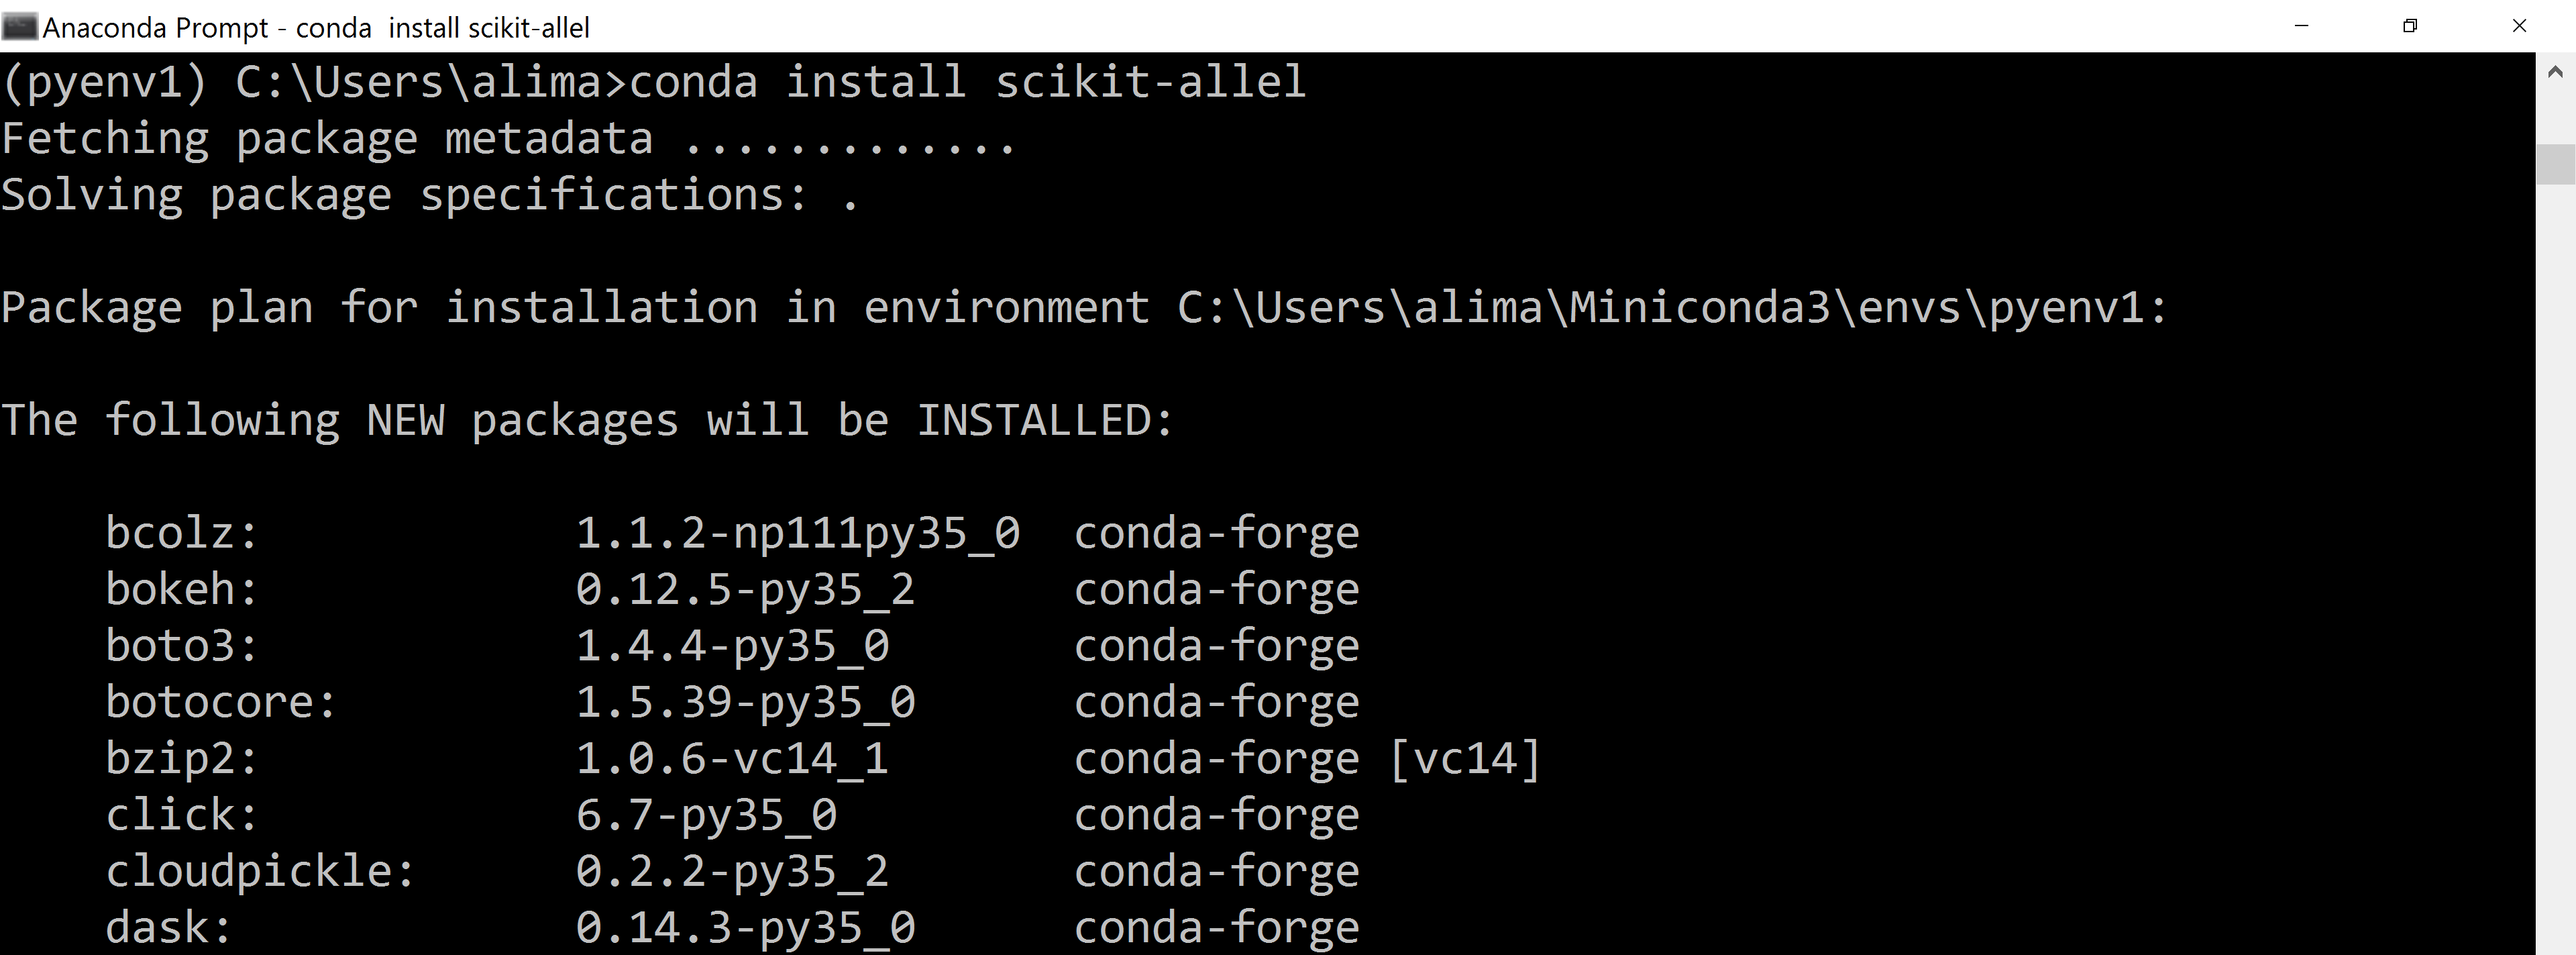 Anaconda Prompt - conda  install scikit-allel
(pyenv1) C:\Users\alima>conda install scikit-allel
Fetching package metadata .............
Solving package specifications: .
Package plan for installation in environment C:\Users\alima\Miniconda3\envs\pyenv1:
The following NEW packages will be INSTALLED:
    bcolz:            1.1.2-np111py35_0  conda-forge
    bokeh:            0.12.5-py35_2      conda-forge
    boto3:            1.4.4-py35_0       conda-forge
    botocore:         1.5.39-py35_0      conda-forge
    bzip2:            1.0.6-vc14_1       conda-forge [vc14]
    click:            6.7-py35_0         conda-forge
    cloudpickle:      0.2.2-py35_2       conda-forge
    dask:             0.14.3-py35_0      conda-forge